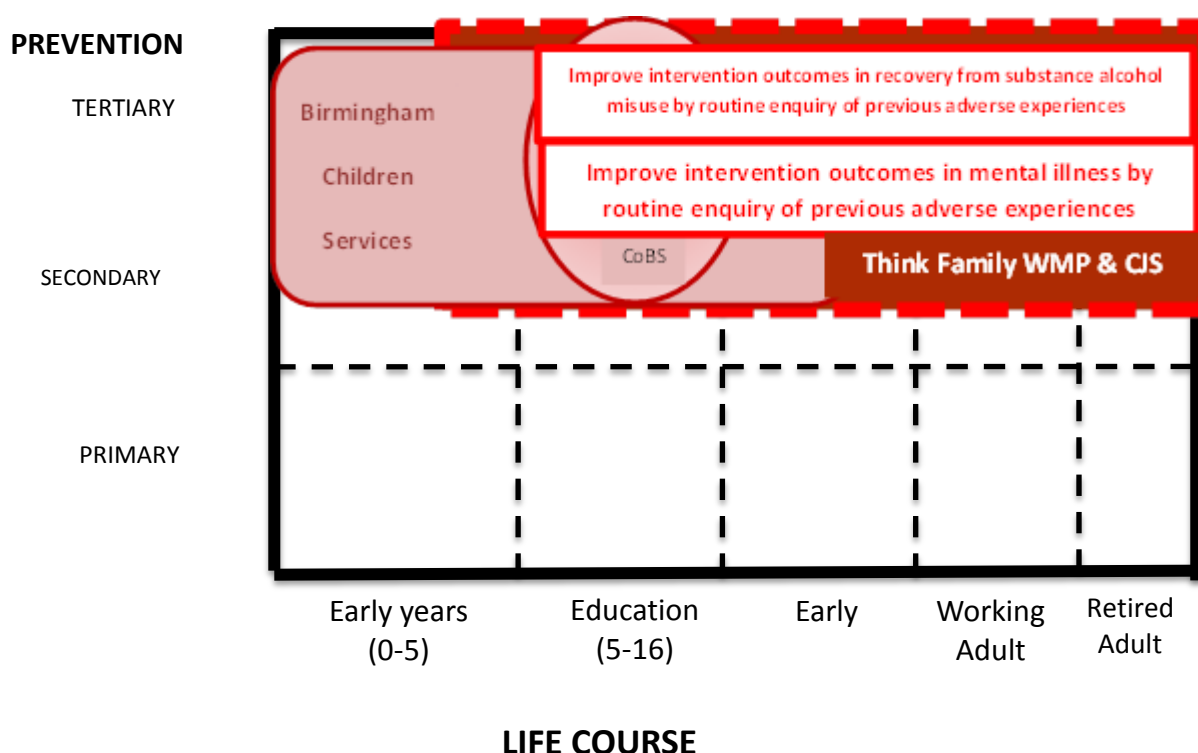 PREVENTION
TERTIARY
SECONDARY
PRIMARY
Birmingham
Children
Services
Improve intervention outcomes in recovery from substance alcohol
misuse by routine enquiry of previous adverse experiences
Improve intervention outcomes in mental illness by
routine enquiry of previous adverse experiences
CoBS
Think Family WMP & CJS
Early years
(0-5)
Education
(5-16)
Early
Working
Adult
Retired
Adult
LIFE COURSE